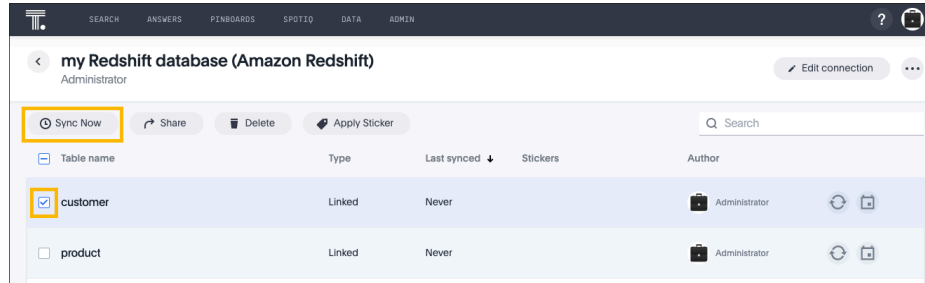 T. SEARCH ANSWERS PINBOARDS SPOTIQ DATA ADMIN ?
my Redshift database (Amazon Redshift)
Administrator
Edit connection
Sync Now Share Delete Apply Sticker Search
Table name Type Last synced Stickers Author
customer Linked Never Administrator
product Linked Never Administrator